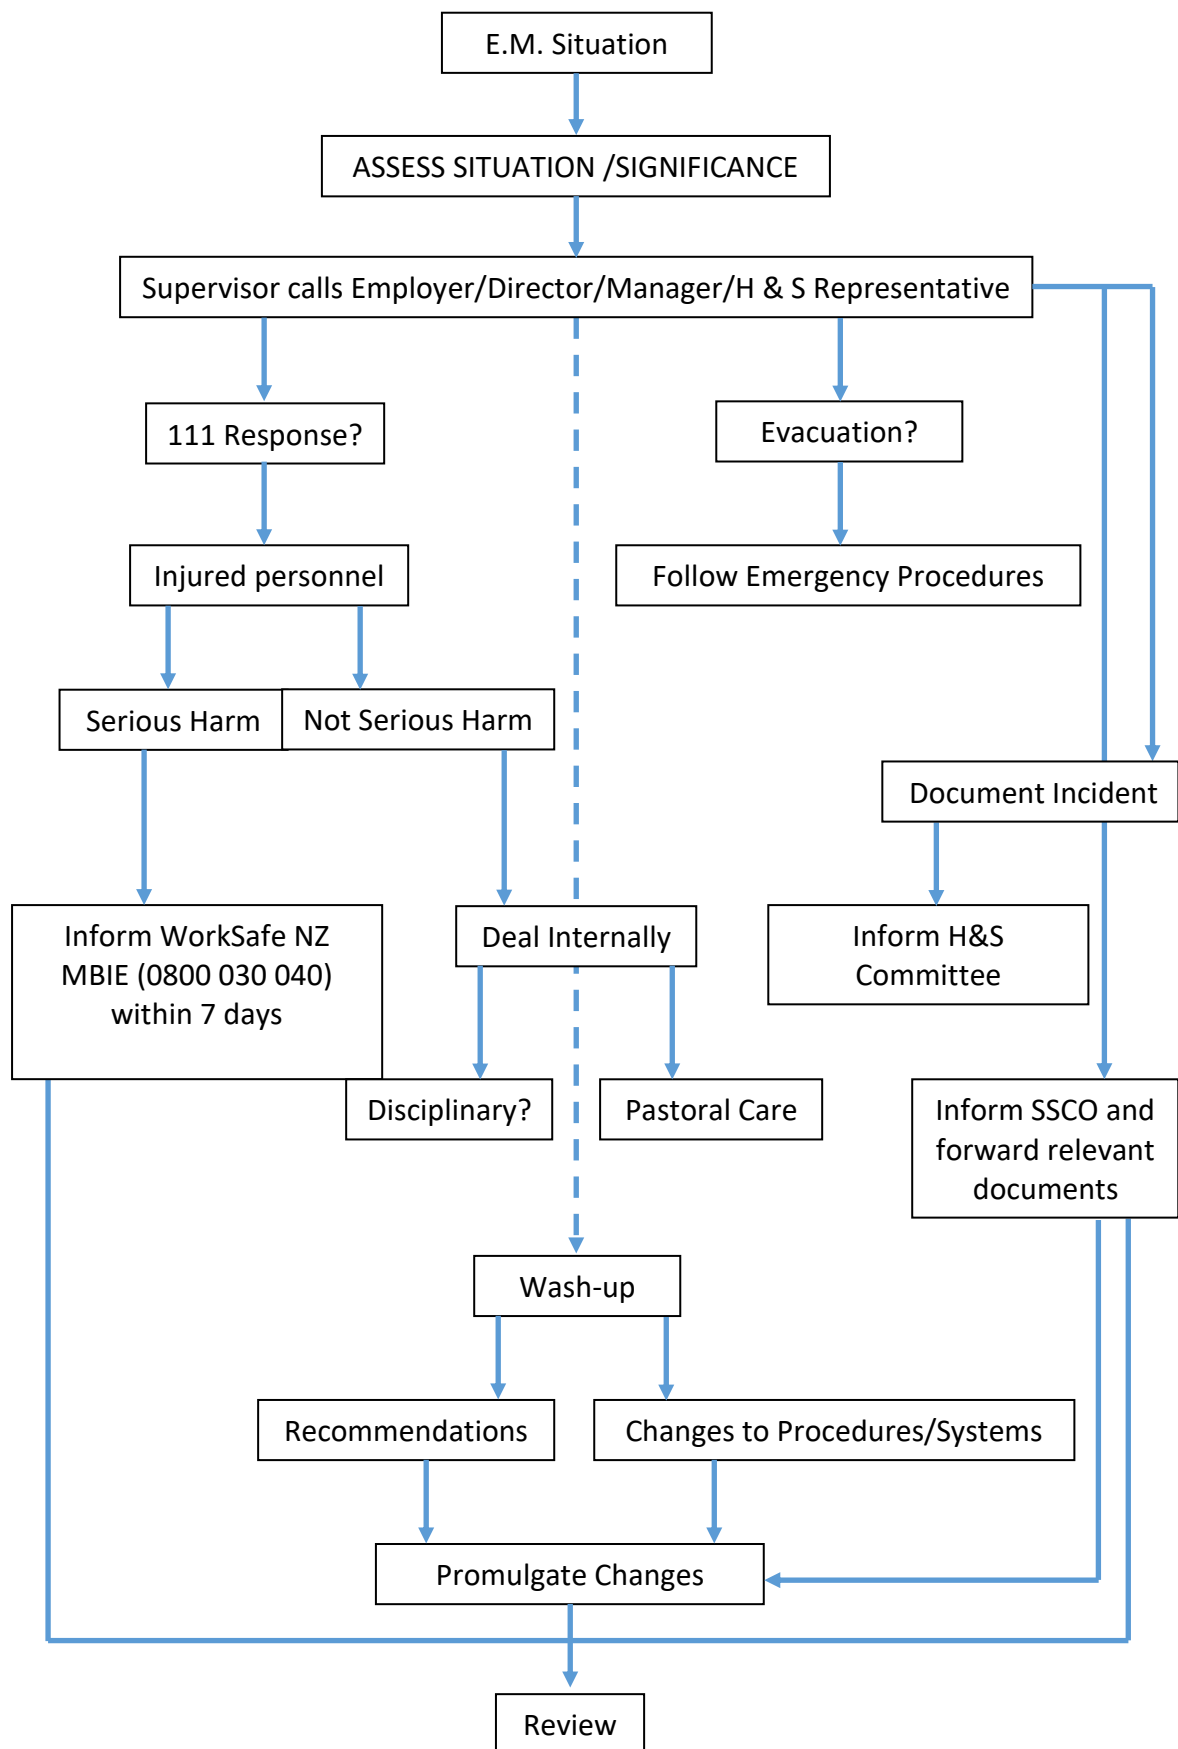 E.M. Situation
ASSESS SITUATION /SIGNIFICANCE
Supervisor calls Employer/Director/Manager/H & S Representative
111 Response?
Evacuation?
Injured personnel
Follow Emergency Procedures
Serious Harm
Not Serious Harm
Document Incident
Inform WorkSafe NZ
MBIE (0800 030 040)
within 7 days
Deal Internally
Inform H&S
Committee
Disciplinary?
Pastoral Care
Inform SSCO and
forward relevant
documents
Wash-up
Recommendations
Changes to Procedures/Systems
Promulgate Changes
Review